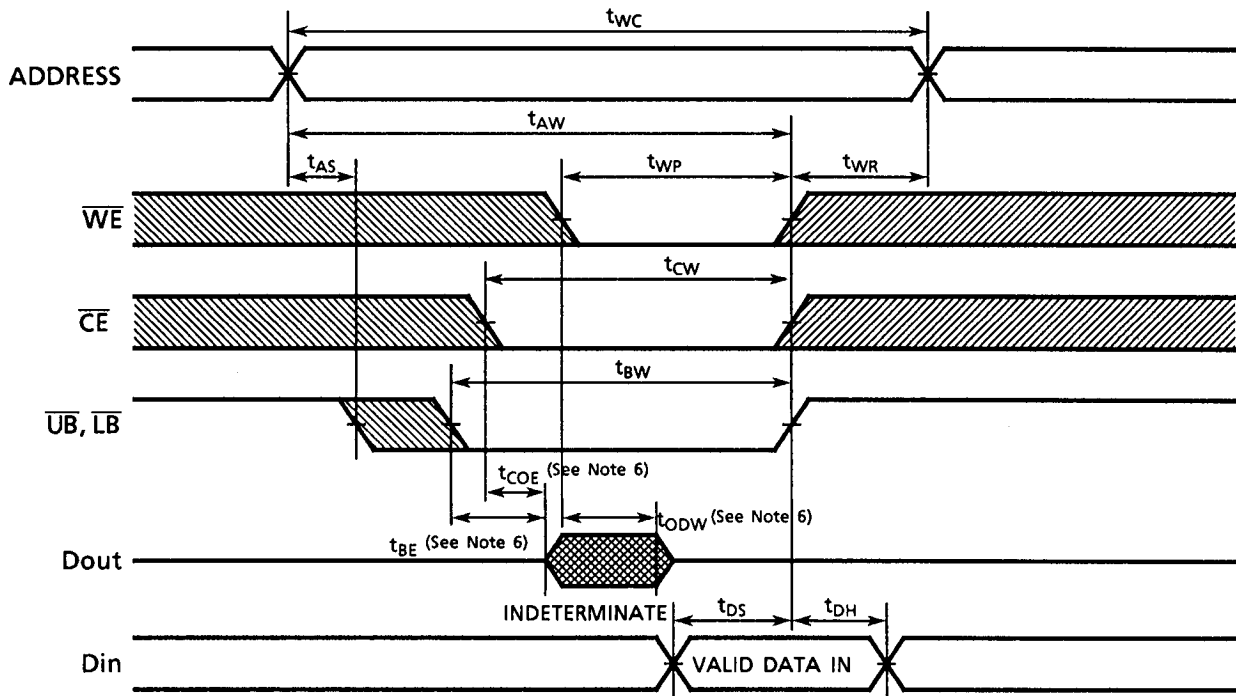 tWC
ADDRESS
tAW
tAS
tWP
tWR
WE
tCW
CE
tBW
UB, LB
tCOE (See Note 6)
tODW (See Note 6)
tBE (See Note 6)
Dout
INDETERMINATE
tDS
tDH
Din
VALID DATA IN